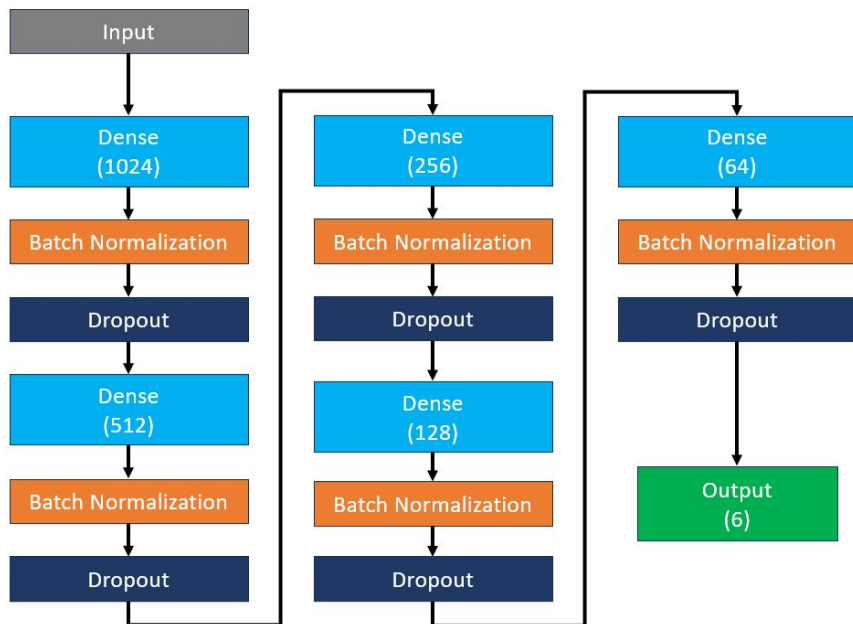 Input
Dense
(1024)
Batch Normalization
Dropout
Dense
(512)
Batch Normalization
Dropout
Dense
(256)
Batch Normalization
Dropout
Dense
(128)
Batch Normalization
Dropout
Dense
(64)
Batch Normalization
Dropout
Output
(6)